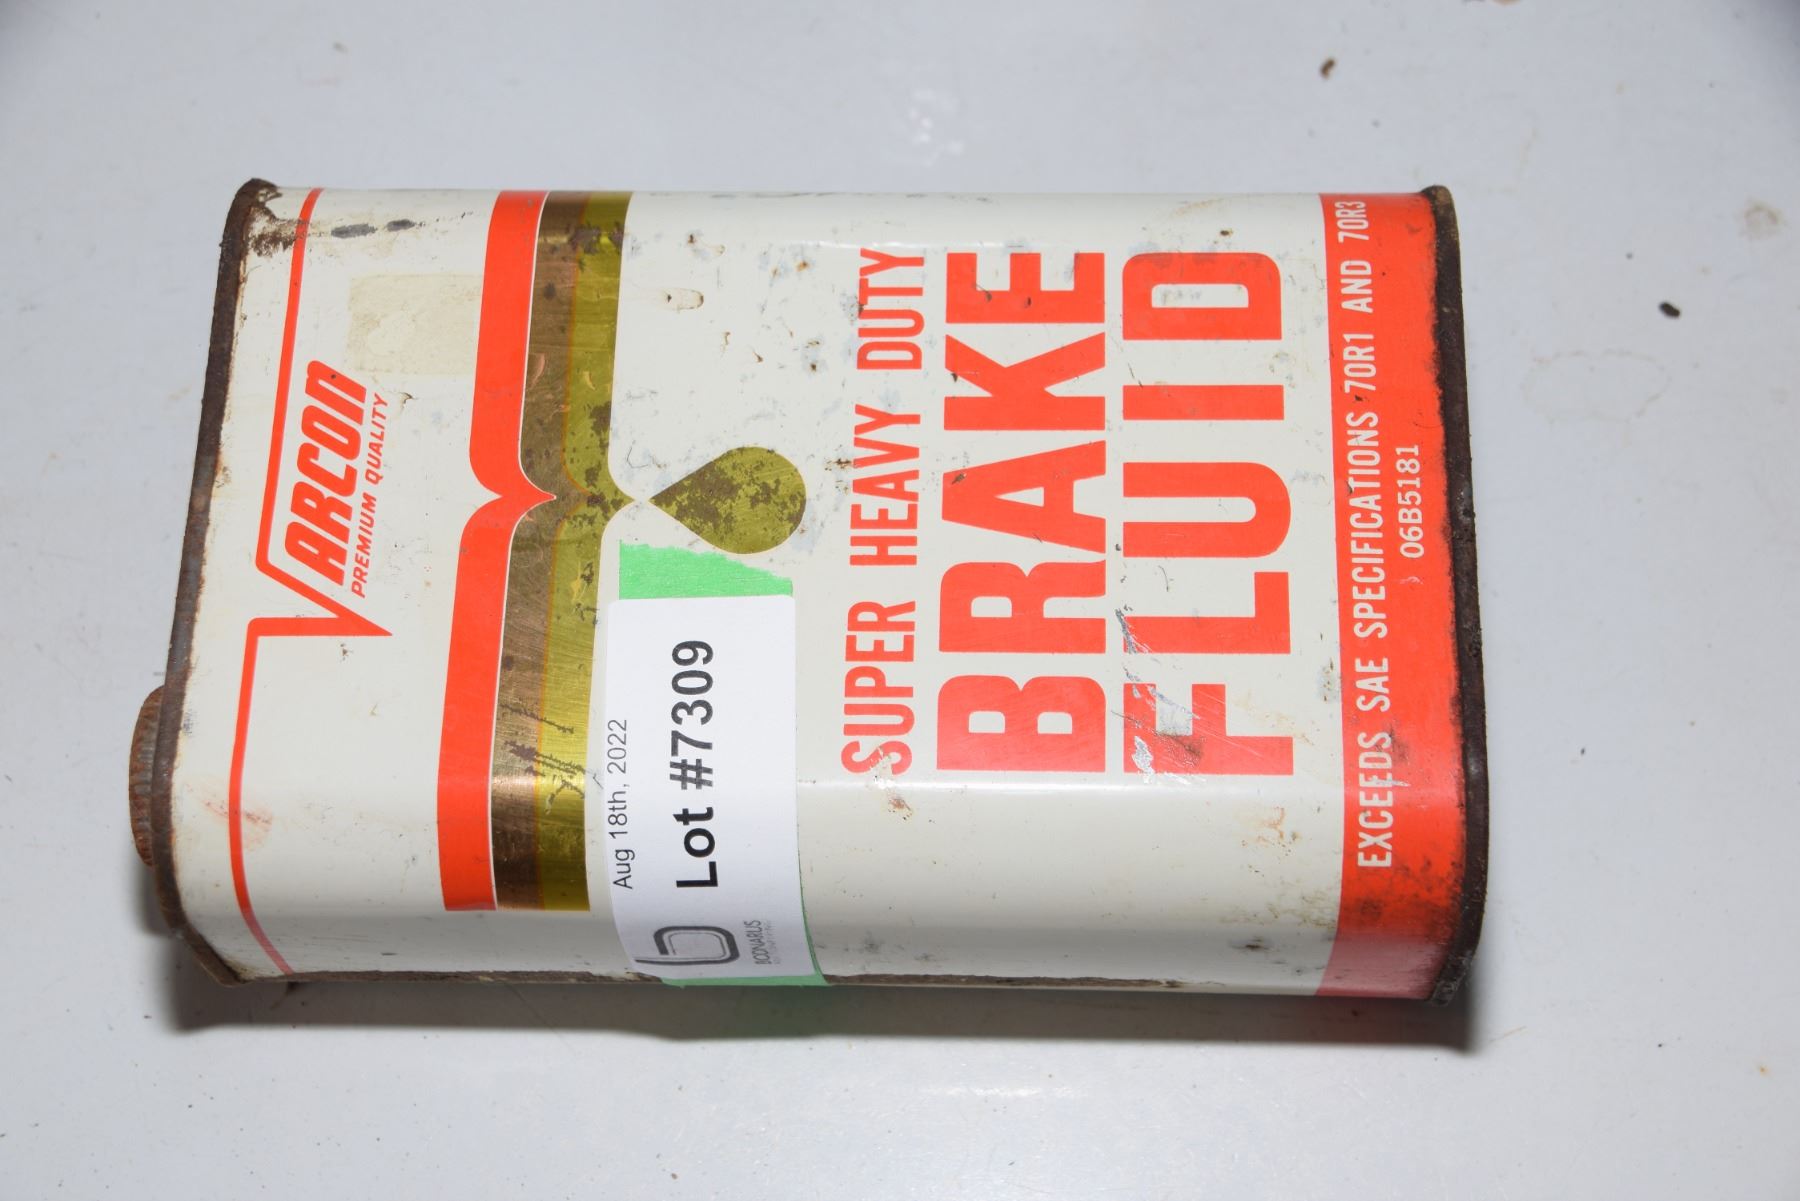 VARCON
PREMIUM QUALITY
Aug 18th, 2022
Lot #7309
SUPER HEAVY DUTY
BRAKE
FLUID
EXCEEDS SAE SPECIFICATIONS 70R1 AND 70R3
06B5181